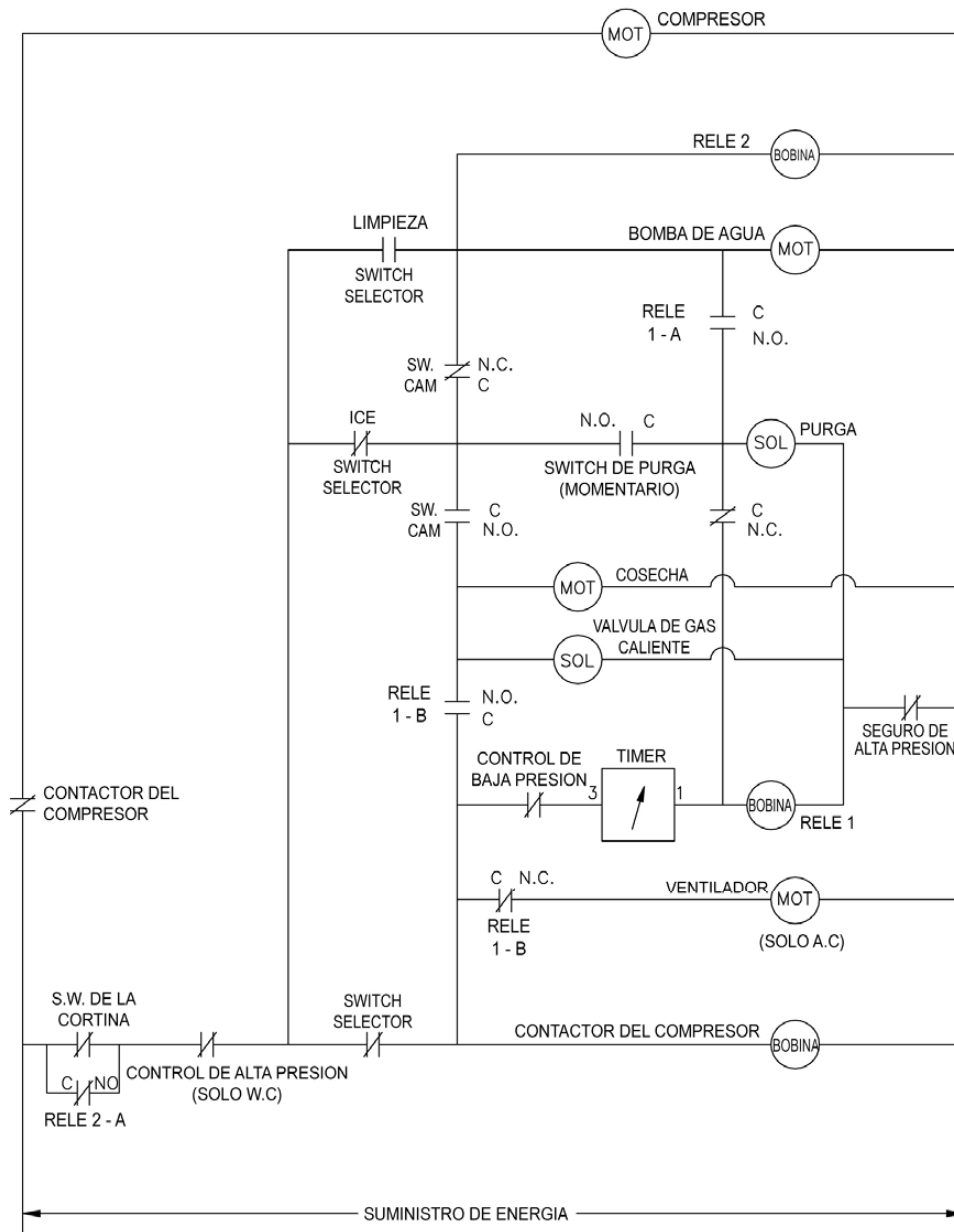 COMPRESOR
MOT
RELE 2
BOBINA
LIMPIEZA
BOMBA DE AGUA
MOT
SWITCH
SELECTOR
RELE
1 - A
C
N.O.
SW.
CAM
N.C.
C
ICE
N.O.
C
PURGA
SOL
SWITCH
SELECTOR
SWITCH DE PURGA
(MOMENTARIO)
SW.
CAM
C
N.O.
C
N.C.
COSECHA
MOT
VALVULA DE GAS
CALIENTE
SOL
RELE
1 - B
N.O.
C
SEGURO DE
ALTA PRESION
CONTROL DE
BAJA PRESION
TIMER
3
1
BOBINA
RELE 1
CONTACTOR DEL
COMPRESOR
C
N.C.
VENTILADOR
MOT
RELE
1 - B
(SOLO A.C)
S.W. DE LA
CORTINA
SWITCH
SELECTOR
CONTACTOR DEL COMPRESOR
BOBINA
CONTROL DE ALTA PRESION
(SOLO W.C)
C
NO
RELE 2 - A
SUMINISTRO DE ENERGIA